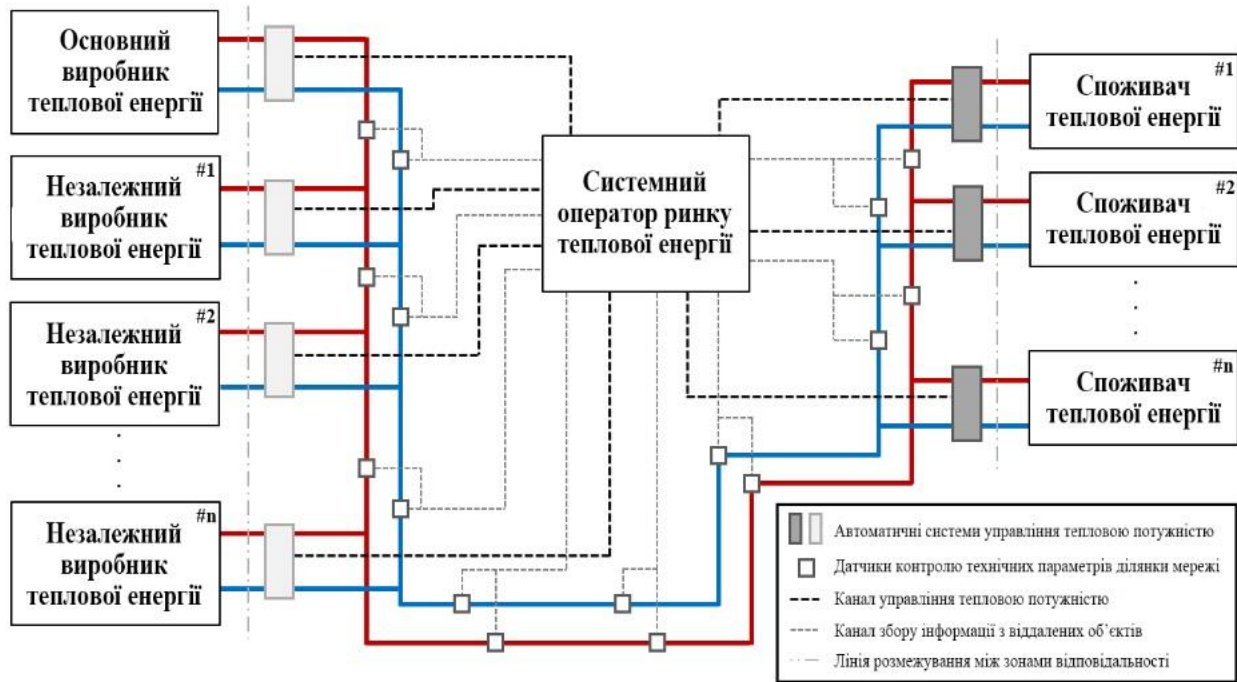 Основний
виробник
теплової енергії
#1
Незалежний
виробник
теплової енергії
#2
Незалежний
виробник
теплової енергії
.
.
.
#n
Незалежний
виробник
теплової енергії
Системний
оператор ринку
теплової енергії
#1
Споживач
теплової енергії
#2
Споживач
теплової енергії
.
.
.
#n
Споживач
теплової енергії
Автоматичні системи управління тепловою потужністю
Датчики контролю технічних параметрів ділянки мережі
Канал управління тепловою потужністю
Канал збору інформації з віддалених об’єктів
Лінія розмежування між зонами відповідальності